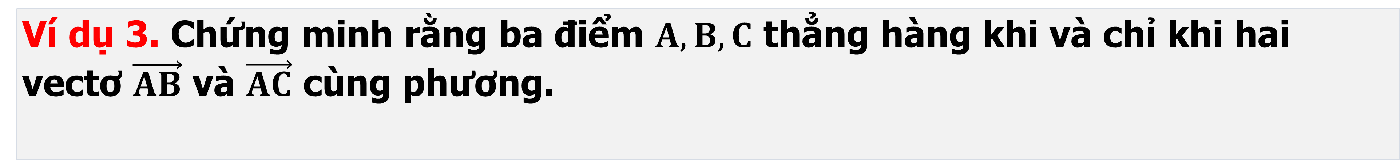 Ví dụ 3. Chứng minh rằng ba điểm A, B, C thẳng hàng khi và chỉ khi hai
vectơ $\overrightarrow{AB}$ và $\overrightarrow{AC}$ cùng phương.